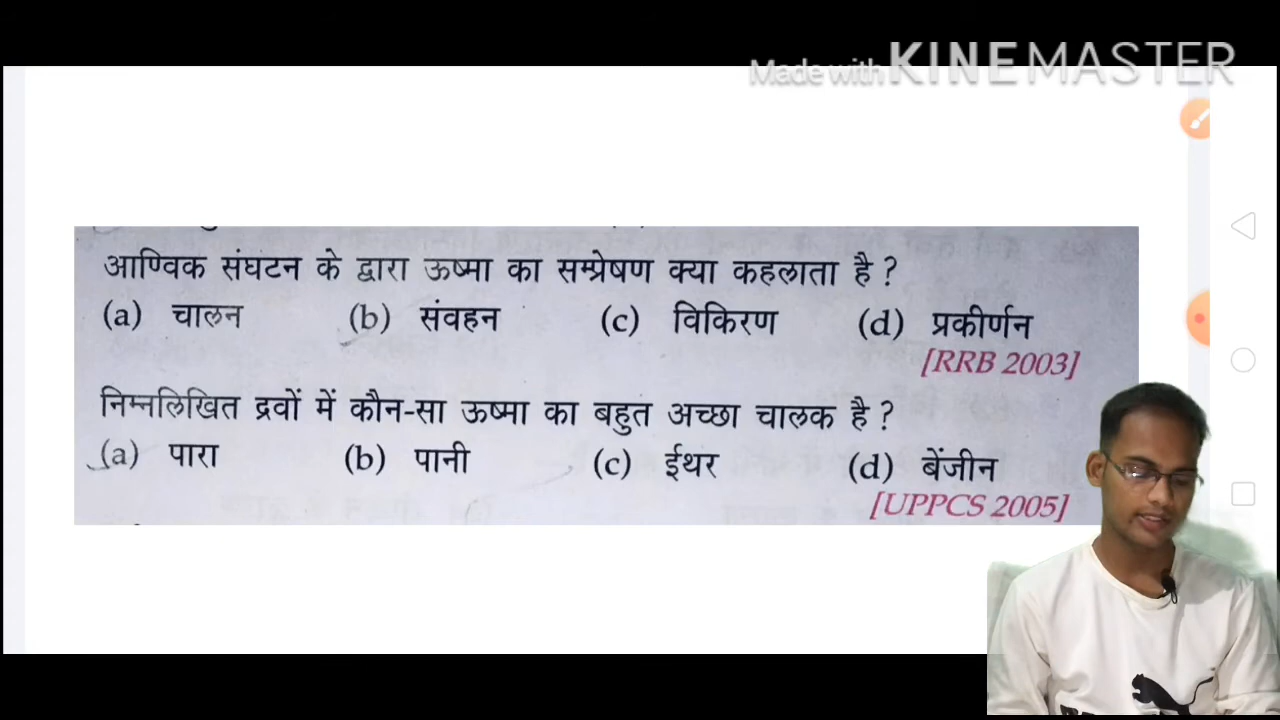 Made with KINEMASTER
आण्विक संघटन के द्वारा ऊष्मा का सम्प्रेषण क्या कहलाता है ?
(a) चालन (b) संवहन (c) विकिरण (d) प्रकीर्णन
[RRB 2003]
निम्नलिखित द्रवों में कौन-सा ऊष्मा का बहुत अच्छा चालक है ?
(a) पारा (b) पानी (c) ईथर (d) बेंजीन
[UPPCS 2005]